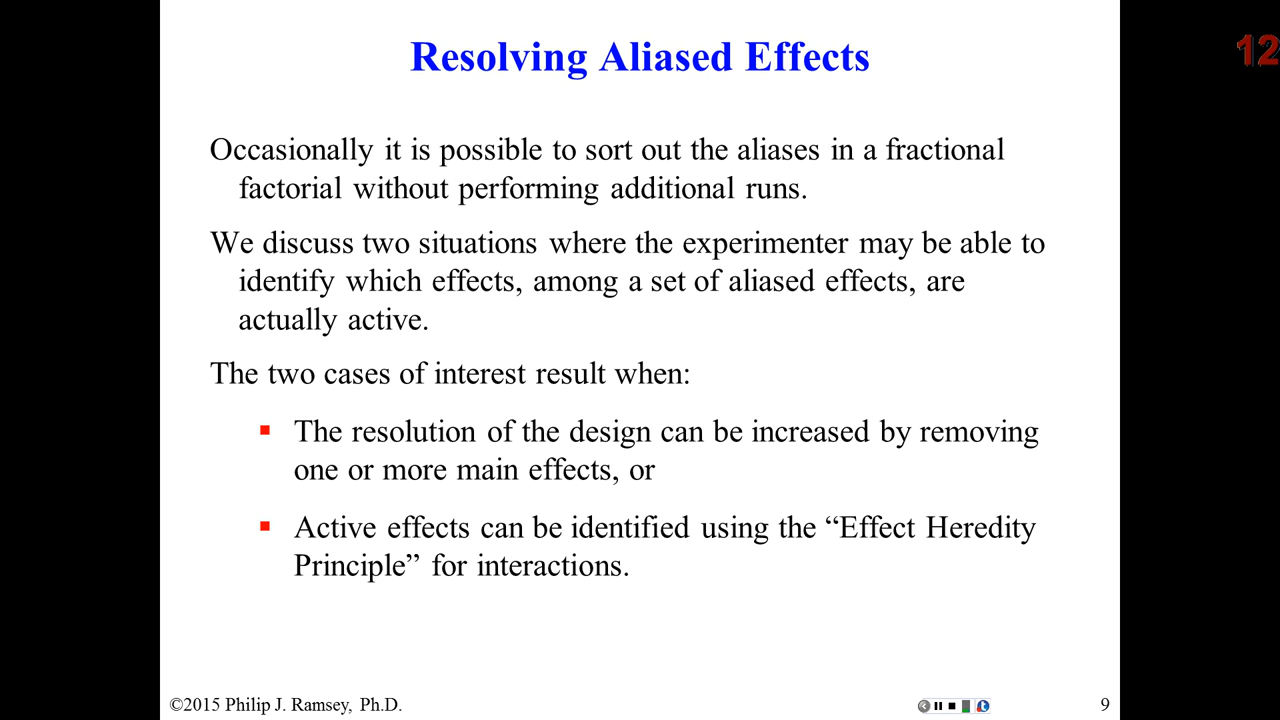 Resolving Aliased Effects
12
Occasionally it is possible to sort out the aliases in a fractional
factorial without performing additional runs.
We discuss two situations where the experimenter may be able to
identify which effects, among a set of aliased effects, are
actually active.
The two cases of interest result when:
▪ The resolution of the design can be increased by removing
one or more main effects, or
▪ Active effects can be identified using the “Effect Heredity
Principle” for interactions.
©2015 Philip J. Ramsey, Ph.D.
9